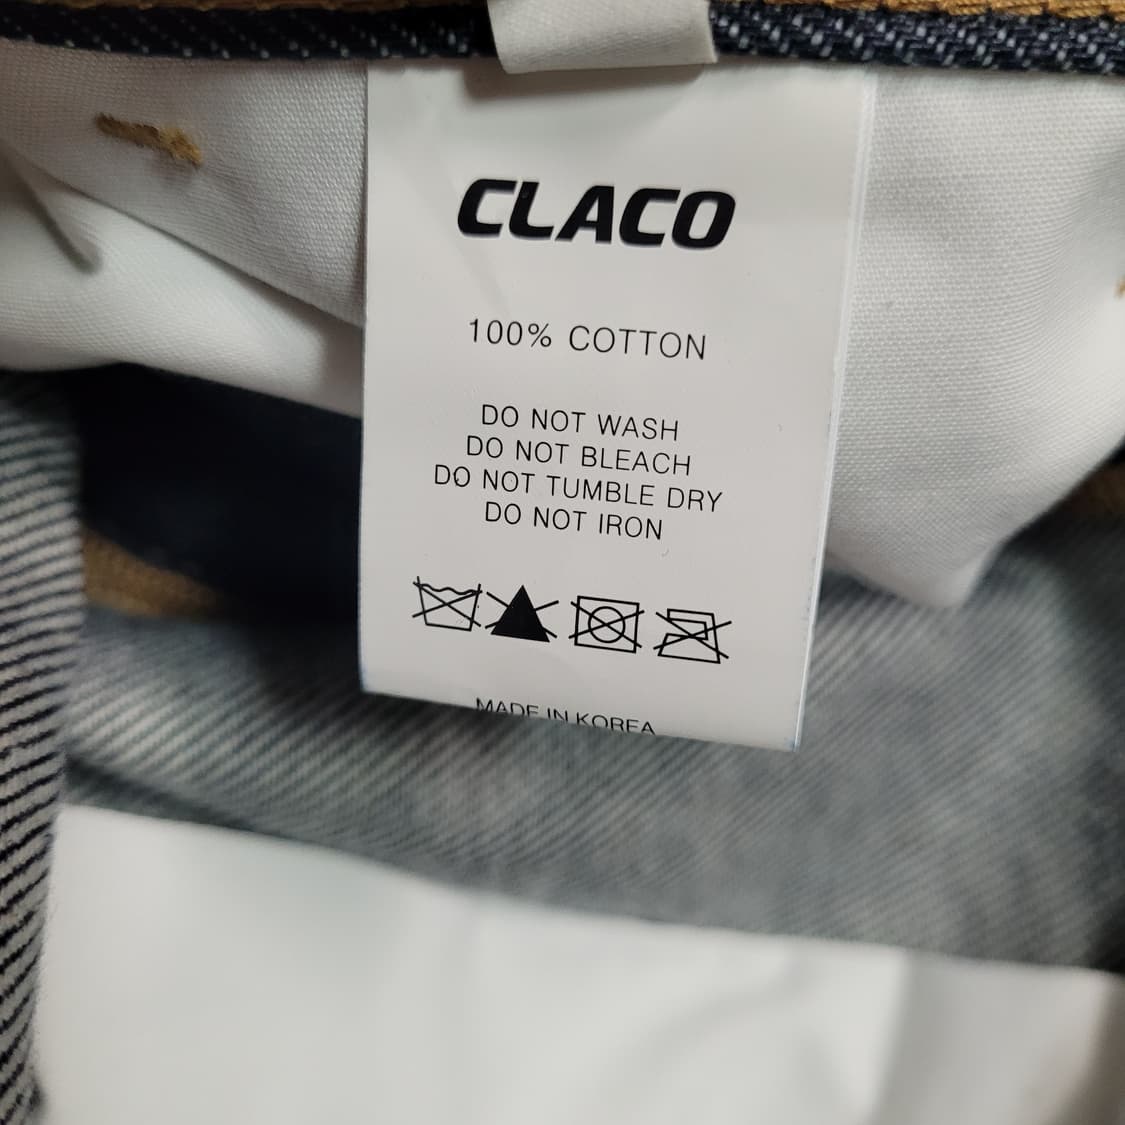 CLACO
100% COTTON
DO NOT WASH
DO NOT BLEACH
DO NOT TUMBLE DRY
DO NOT IRON
MADE IN KOREA